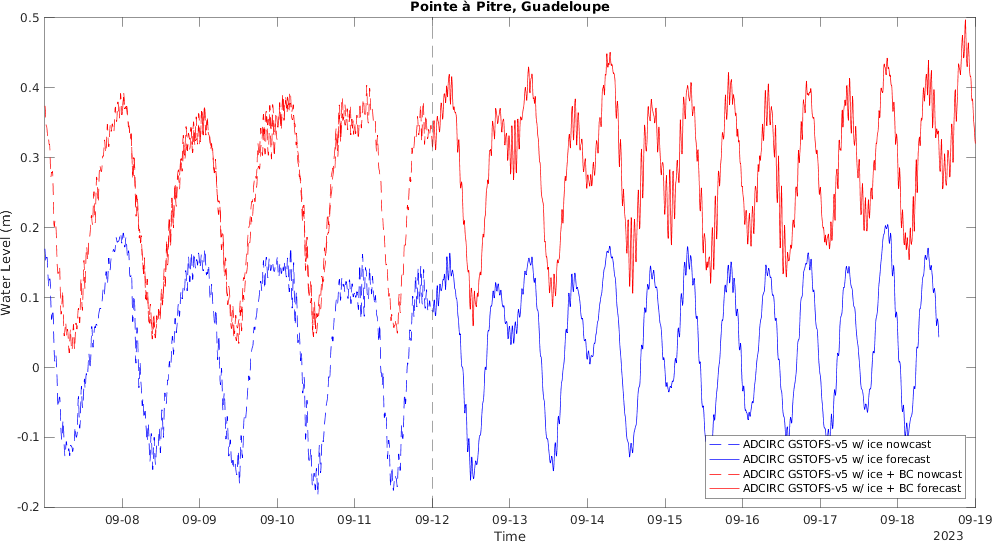 Pointe à Pitre, Guadeloupe
0.5
0.4
0.3
0.2
0.1
0
-0.1
-0.2
Water Level (m)
ADCIRC GSTOFS-v5 w/ ice nowcast
ADCIRC GSTOFS-v5 w/ ice forecast
ADCIRC GSTOFS-v5 w/ ice + BC nowcast
ADCIRC GSTOFS-v5 w/ ice + BC forecast
09-08 09-09 09-10 09-11 09-12 09-13 09-14 09-15 09-16 09-17 09-18 09-19
Time
2023